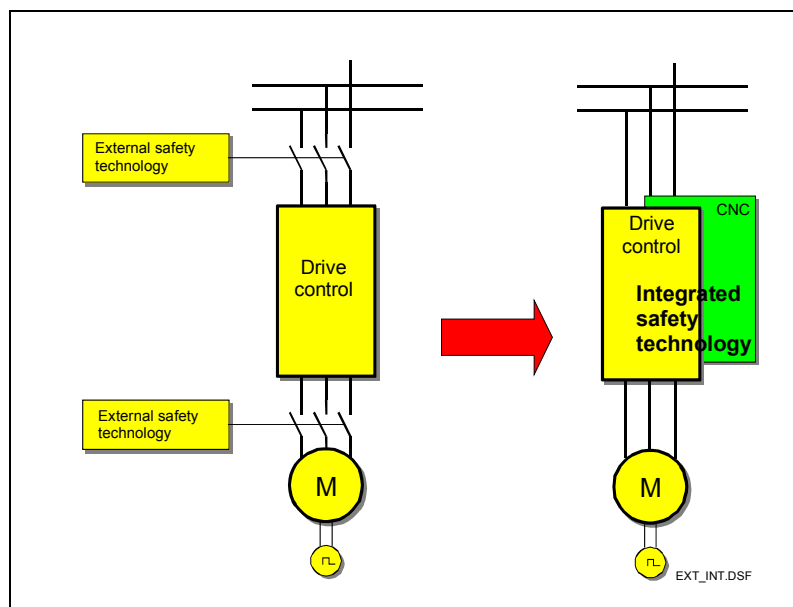 External safety
technology
CNC
Drive
control
Drive
control
Integrated
safety
technology
External safety
technology
M
M
EXT_INT.DSF